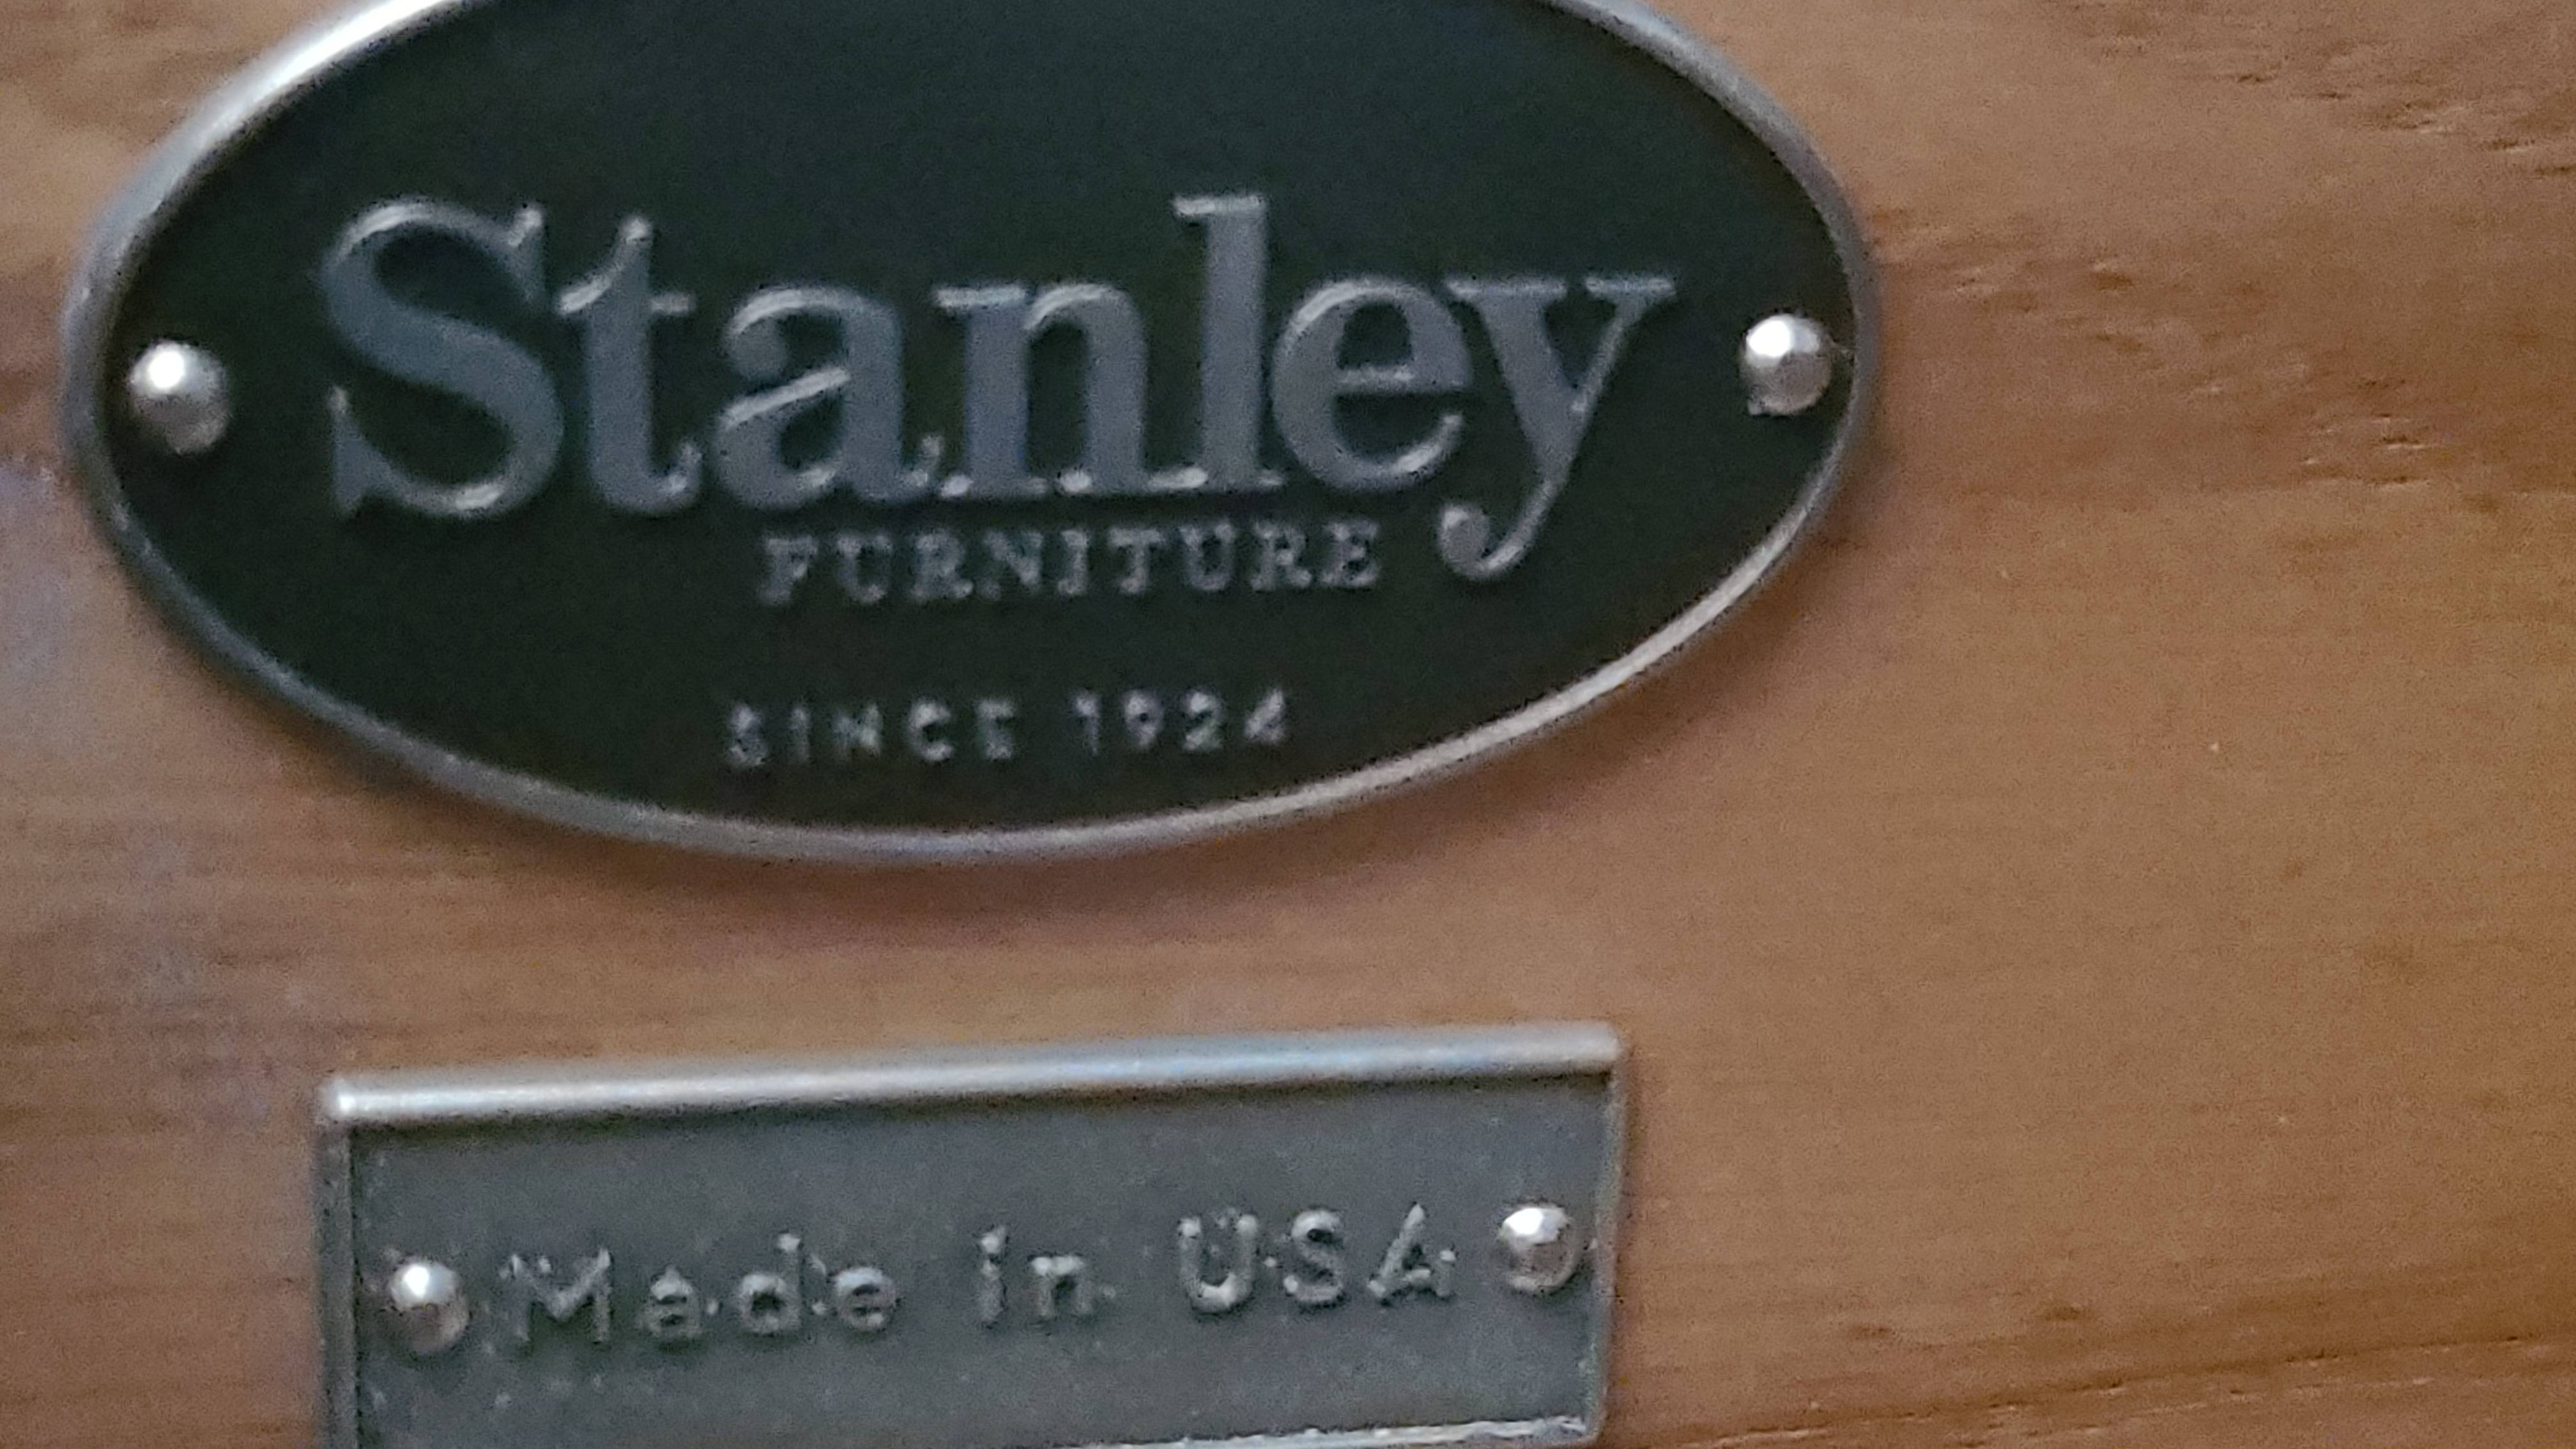 Stanley
FURNITURE
SINCE 1924
Made in USA